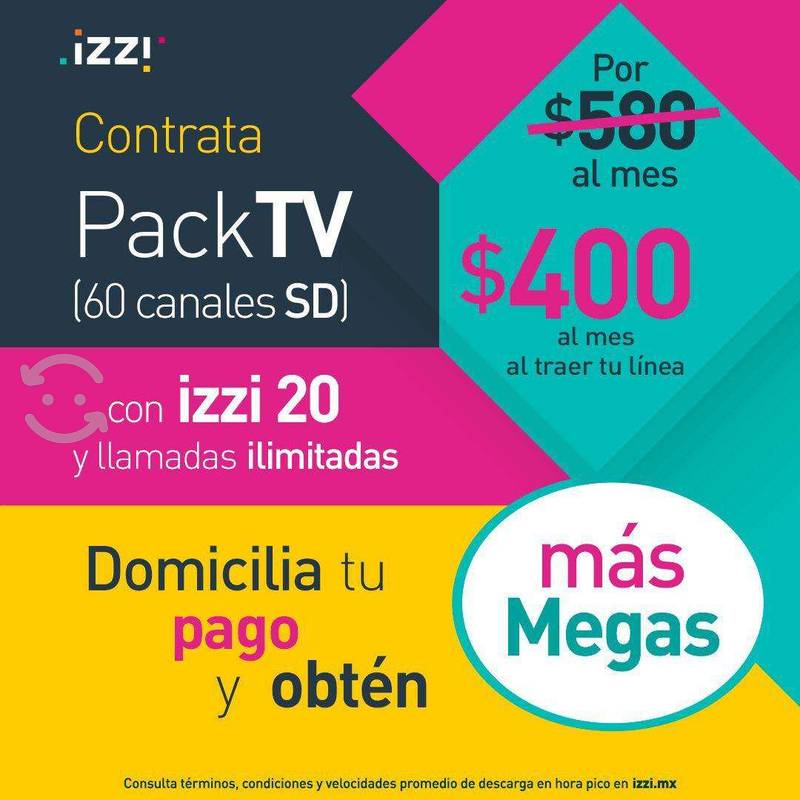 izzi
Contrata
PackTV
(60 canales SD)
con izzi 20
y llamadas ilimitadas
Por
$580
al mes
$400
al mes
al traer tu línea
Domicilia tu
pago
y obtén
más
Megas
Consulta términos, condiciones y velocidades promedio de descarga en hora pico en izzi.mx